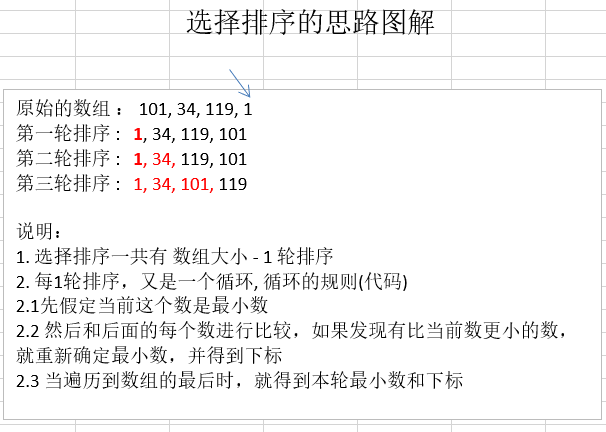 选择排序的思路图解
原始的数组 ： 101, 34, 119, 1
第一轮排序 :   1, 34, 119, 101
第二轮排序 :   1, 34, 119, 101
第三轮排序 :   1, 34, 101, 119
说明：
1. 选择排序一共有 数组大小 - 1 轮排序
2. 每1轮排序，又是一个循环, 循环的规则(代码)
2.1先假定当前这个数是最小数
2.2 然后和后面的每个数进行比较，如果发现有比当前数更小的数，
就重新确定最小数，并得到下标
2.3 当遍历到数组的最后时，就得到本轮最小数和下标